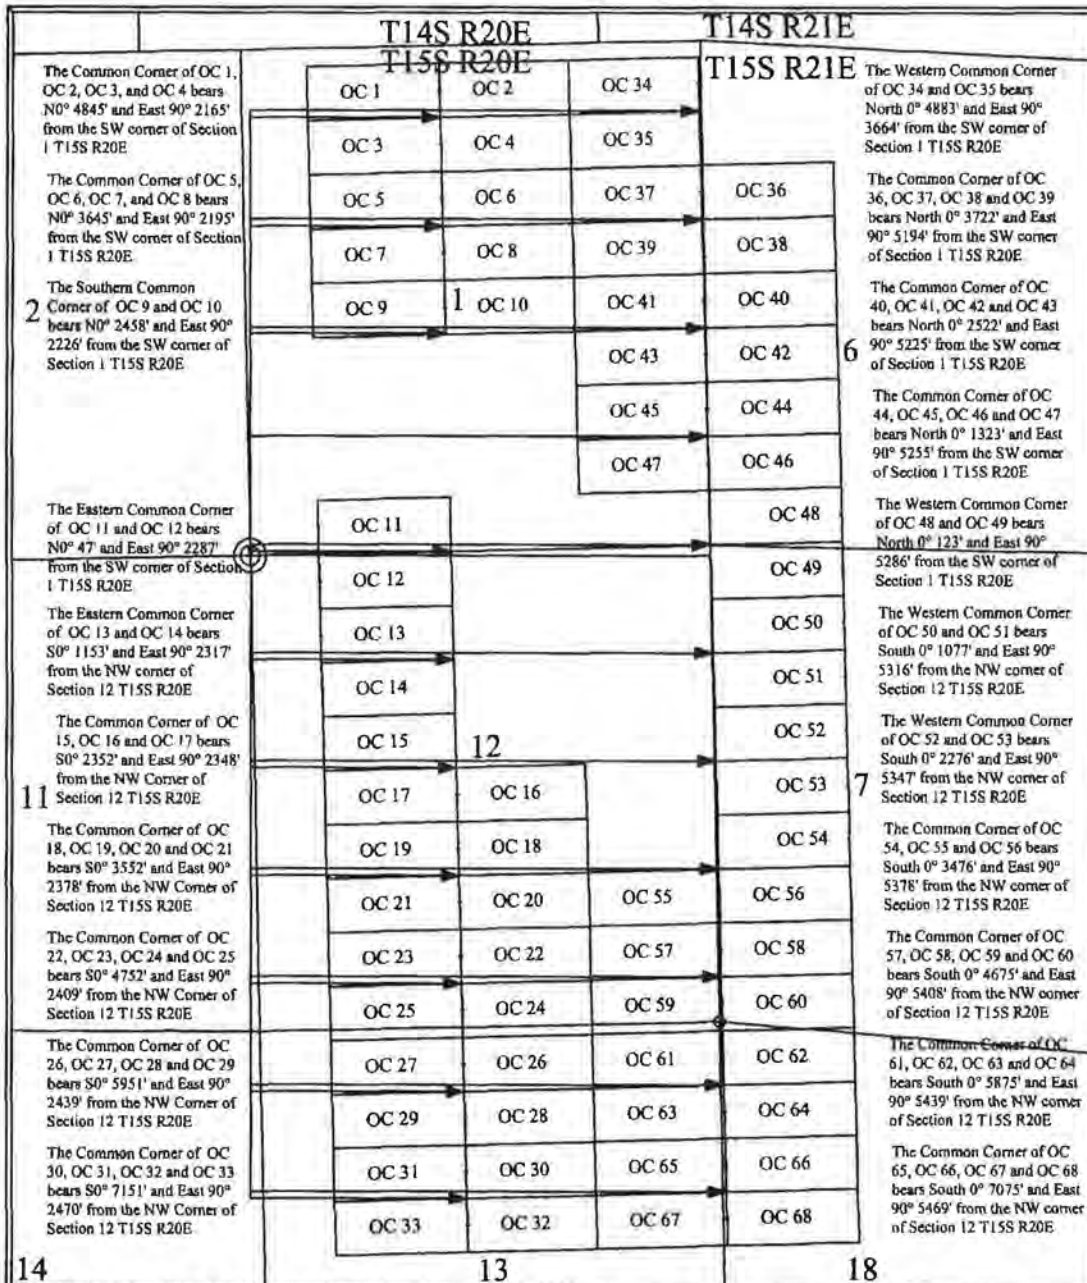 T14S R20E
T14S R21E
T15S R20E
T15S R21E
The Common Corner of OC 1,
OC 2, OC 3, and OC 4 bears
N0° 4845' and East 90° 2165'
from the SW corner of Section
1 T15S R20E
The Common Corner of OC 5,
OC 6, OC 7, and OC 8 bears
N0° 3645' and East 90° 2195'
from the SW corner of Section
1 T15S R20E
The Southern Common
Corner of OC 9 and OC 10
bears N0° 2458' and East 90°
2226' from the SW corner of
Section 1 T15S R20E
2
The Eastern Common Corner
of OC 11 and OC 12 bears
N0° 47' and East 90° 2287'
from the SW corner of Section
1 T15S R20E
The Eastern Common Corner
of OC 13 and OC 14 bears
S0° 1153' and East 90° 2317'
from the NW corner of
Section 12 T15S R20E
The Common Corner of OC
15, OC 16 and OC 17 bears
S0° 2352' and East 90° 2348'
from the NW Corner of
Section 12 T15S R20E
11
The Common Corner of OC
18, OC 19, OC 20 and OC 21
bears S0° 3552' and East 90°
2378' from the NW Corner of
Section 12 T15S R20E
The Common Corner of OC
22, OC 23, OC 24 and OC 25
bears S0° 4752' and East 90°
2409' from the NW Corner of
Section 12 T15S R20E
The Common Corner of OC
26, OC 27, OC 28 and OC 29
bears S0° 5951' and East 90°
2439' from the NW Corner of
Section 12 T15S R20E
The Common Corner of OC
30, OC 31, OC 32 and OC 33
bears S0° 7151' and East 90°
2470' from the NW Corner of
Section 12 T15S R20E
14
OC 1 OC 2 OC 34
OC 3 OC 4 OC 35
OC 5 OC 6 OC 37 OC 36
OC 7 OC 8 OC 39 OC 38
OC 9 1 OC 10 OC 41 OC 40
OC 43 OC 42
OC 45 OC 44
OC 47 OC 46
OC 11 OC 48
OC 12 OC 49
OC 13 OC 50
OC 14 OC 51
OC 15 12 OC 52
OC 17 OC 16 OC 53
OC 19 OC 18 OC 54
OC 21 OC 20 OC 55 OC 56
OC 23 OC 22 OC 57 OC 58
OC 25 OC 24 OC 59 OC 60
OC 27 OC 26 OC 61 OC 62
OC 29 OC 28 OC 63 OC 64
OC 31 OC 30 OC 65 OC 66
OC 33 OC 32 OC 67 OC 68
13
The Western Common Corner
of OC 34 and OC 35 bears
North 0° 4883' and East 90°
3664' from the SW corner of
Section 1 T15S R20E
The Common Corner of OC
36, OC 37, OC 38 and OC 39
bears North 0° 3722' and East
90° 5194' from the SW corner
of Section 1 T15S R20E
The Common Corner of OC
40, OC 41, OC 42 and OC 43
bears North 0° 2522' and East
90° 5225' from the SW corner
of Section 1 T15S R20E
6
The Common Corner of OC
44, OC 45, OC 46 and OC 47
bears North 0° 1323' and East
90° 5255' from the SW corner
of Section 1 T15S R20E
The Western Common Corner
of OC 48 and OC 49 bears
North 0° 123' and East 90°
5286' from the SW corner of
Section 1 T15S R20E
The Western Common Corner
of OC 50 and OC 51 bears
South 0° 1077' and East 90°
5316' from the NW corner of
Section 12 T15S R20E
The Western Common Corner
of OC 52 and OC 53 bears
South 0° 2276' and East 90°
5347' from the NW corner of
Section 12 T15S R20E
7
The Common Corner of OC
54, OC 55 and OC 56 bears
South 0° 3476' and East 90°
5378' from the NW corner of
Section 12 T15S R20E
The Common Corner of OC
57, OC 58, OC 59 and OC 60
bears South 0° 4675' and East
90° 5408' from the NW corner
of Section 12 T15S R20E
The Common Corner of OC
61, OC 62, OC 63 and OC 64
bears South 0° 5875' and East
90° 5439' from the NW corner
of Section 12 T15S R20E
The Common Corner of OC
65, OC 66, OC 67 and OC 68
bears South 0° 7075' and East
90° 5469' from the NW corner
of Section 12 T15S R20E
18